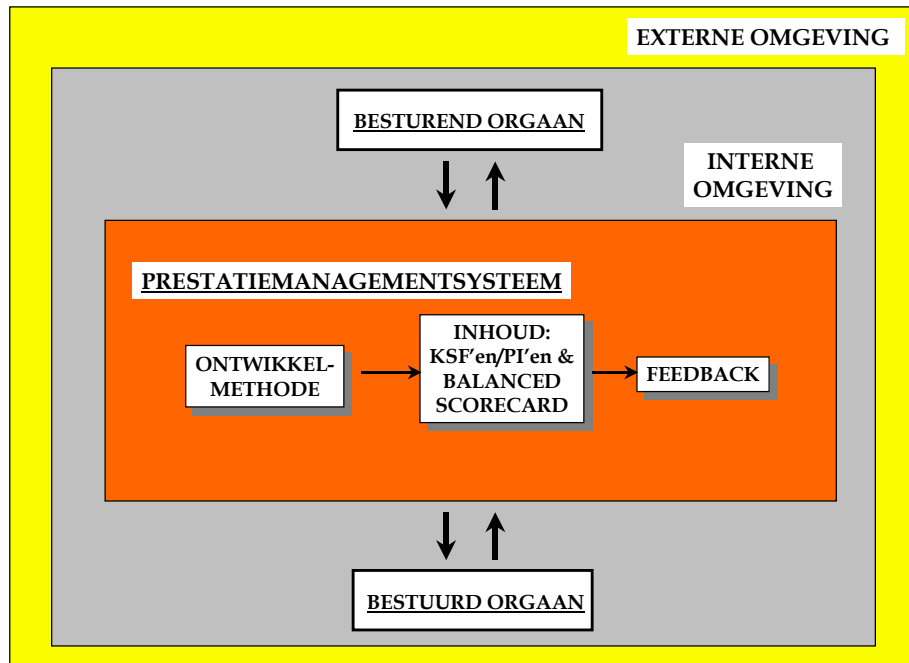 EXTERNE OMGEVING
BESTUREND ORGAAN
INTERNE
OMGEVING
PRESTATIEMANAGEMENTSYSTEEM
ONTWIKKEL-
METHODE
INHOUD:
KSF'en/PI'en &
BALANCED
SCORECARD
FEEDBACK
BESTUURD ORGAAN